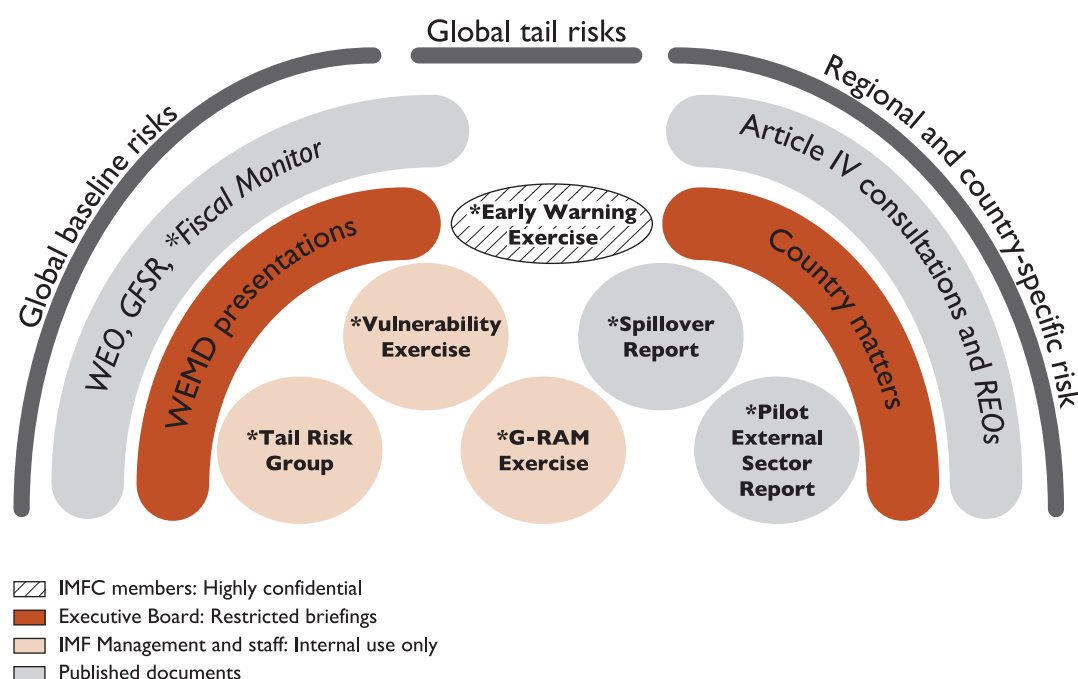 Global tail risks
Global baseline risks
Regional and country-specific risk
WEO, GFSR, *Fiscal Monitor
Article IV consultations and REOs
WEMD presentations
Country matters
*Early Warning
Exercise
*Vulnerability
Exercise
*Spillover
Report
*Tail Risk
Group
*G-RAM
Exercise
*Pilot
External
Sector
Report
IMFC members: Highly confidential
Executive Board: Restricted briefings
IMF Management and staff: Internal use only
Published documents